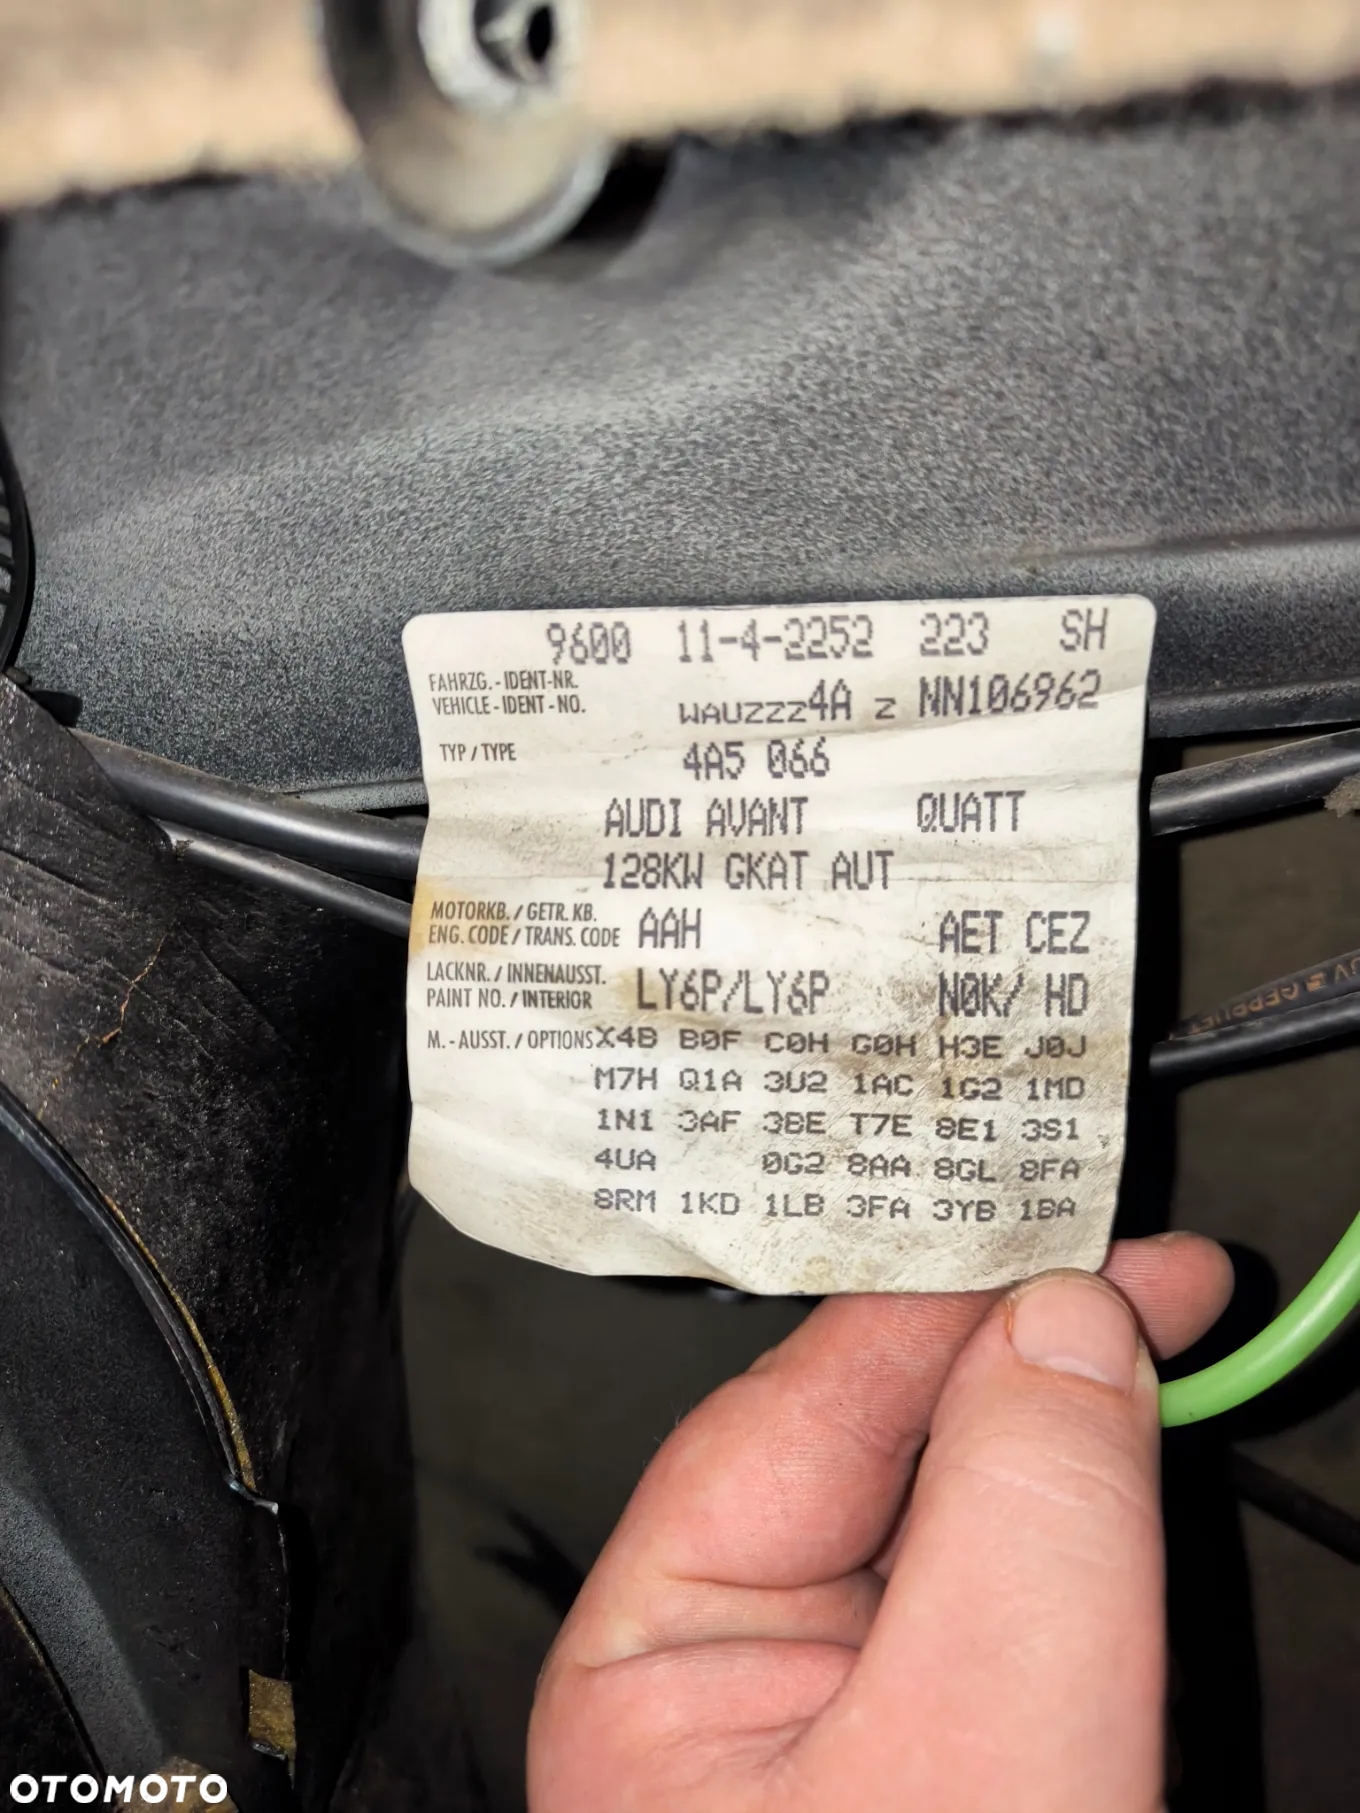 9600 11-4-2252 223 SH
FAHRZG.-IDENT-NR.
VEHICLE-IDENT-NO. WAUZZZ4A Z NN106962
TYP/TYPE 4A5 066
AUDI AVANT QUATT
128KW GKAT AUT
MOTORKB./GETR.KB.
ENG. CODE/TRANS. CODE AAH AET CEZ
LACKNR./INNENAUSST.
PAINT NO./INTERIOR LY6P/LY6P N0K/ HD
M.-AUSST./OPTIONS X4B B0F C0H G0H H3E J0J
M7H Q1A 3U2 1AC 1G2 1MD
1N1 3AF 3BE T7E 8E1 3S1
4UA 0G2 8AA 8GL 8FA
8RM 1KD 1LB 3FA 3YB 1BA
GEPRUFT
OTOMOTO